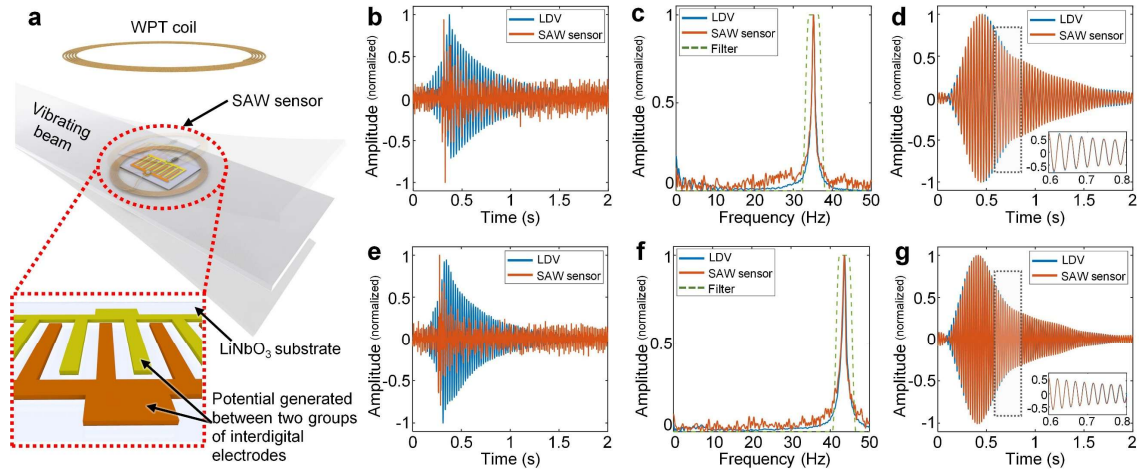 a
WPT coil
SAW sensor
Vibrating
beam
LiNbO3 substrate
Potential generated
between two groups
of interdigital
electrodes
b
LDV
SAW sensor
Amplitude (normalized)
1
0.5
0
-0.5
-1
0 0.5 1 1.5 2
Time (s)
c
LDV
SAW sensor
Filter
Amplitude (normalized)
1
0.5
0 10 20 30 40 50
Frequency (Hz)
d
LDV
SAW sensor
Amplitude (normalized)
1
0.5
0
-0.5
-1
0.5
0
-0.5
0.6 0.7 0.8
0 0.5 1 1.5 2
Time (s)
e
LDV
SAW sensor
Amplitude (normalized)
1
0.5
0
-0.5
-1
0 0.5 1 1.5 2
Time (s)
f
LDV
SAW sensor
Filter
Amplitude (normalized)
1
0.5
0 10 20 30 40 50
Frequency (Hz)
g
LDV
SAW sensor
Amplitude (normalized)
1
0.5
0
-0.5
-1
0.5
0
-0.5
0.6 0.7 0.8
0 0.5 1 1.5 2
Time (s)